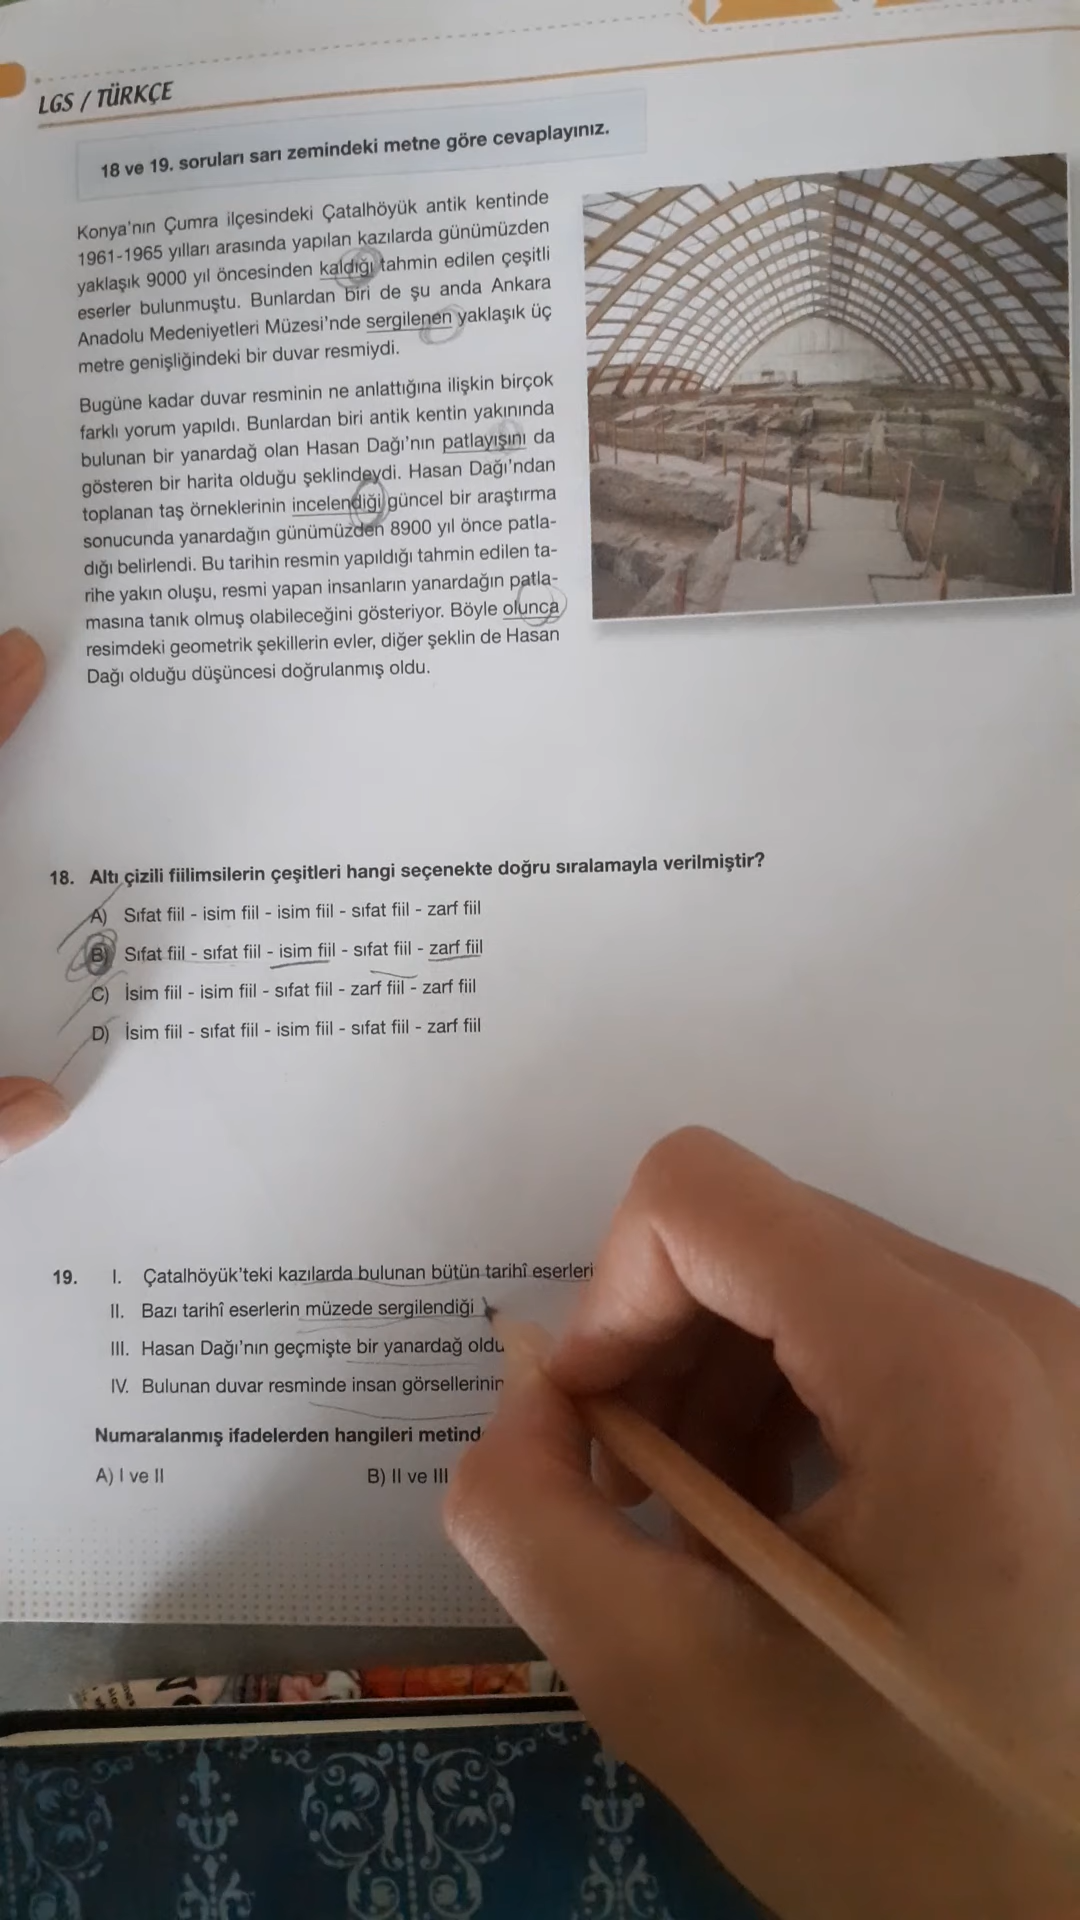 LGS / TÜRKÇE
18 ve 19. soruları sarı zemindeki metne göre cevaplayınız.
Konya'nın Çumra ilçesindeki Çatalhöyük antik kentinde
1961-1965 yılları arasında yapılan kazılarda günümüzden
yaklaşık 9000 yıl öncesinden kaldığı tahmin edilen çeşitli
eserler bulunmuştu. Bunlardan biri de şu anda Ankara
Anadolu Medeniyetleri Müzesi'nde sergilenen yaklaşık üç
metre genişliğindeki bir duvar resmiydi.
Bugüne kadar duvar resminin ne anlattığına ilişkin birçok
farklı yorum yapıldı. Bunlardan biri antik kentin yakınında
bulunan bir yanardağ olan Hasan Dağı'nın patlayışını da
gösteren bir harita olduğu şeklindeydi. Hasan Dağı'ndan
toplanan taş örneklerinin incelendiği güncel bir araştırma
sonucunda yanardağın günümüzden 8900 yıl önce patla-
dığı belirlendi. Bu tarihin resmin yapıldığı tahmin edilen ta-
rihe yakın oluşu, resmi yapan insanların yanardağın patla-
masına tanık olmuş olabileceğini gösteriyor. Böyle olunca
resimdeki geometrik şekillerin evler, diğer şeklin de Hasan
Dağı olduğu düşüncesi doğrulanmış oldu.
18. Altı çizili fiilimsilerin çeşitleri hangi seçenekte doğru sıralamayla verilmiştir?
A) Sıfat fiil - isim fiil - isim fiil - sıfat fiil - zarf fiil
B) Sıfat fiil - sıfat fiil - isim fiil - sıfat fiil - zarf fiil
C) İsim fiil - isim fiil - sıfat fiil - zarf fiil - zarf fiil
D) İsim fiil - sıfat fiil - isim fiil - sıfat fiil - zarf fiil
19. I. Çatalhöyük'teki kazılarda bulunan bütün tarihî eserleri
II. Bazı tarihî eserlerin müzede sergilendiği
III. Hasan Dağı'nın geçmişte bir yanardağ oldu
IV. Bulunan duvar resminde insan görsellerinin
Numaralanmış ifadelerden hangileri metind
A) I ve II B) II ve III